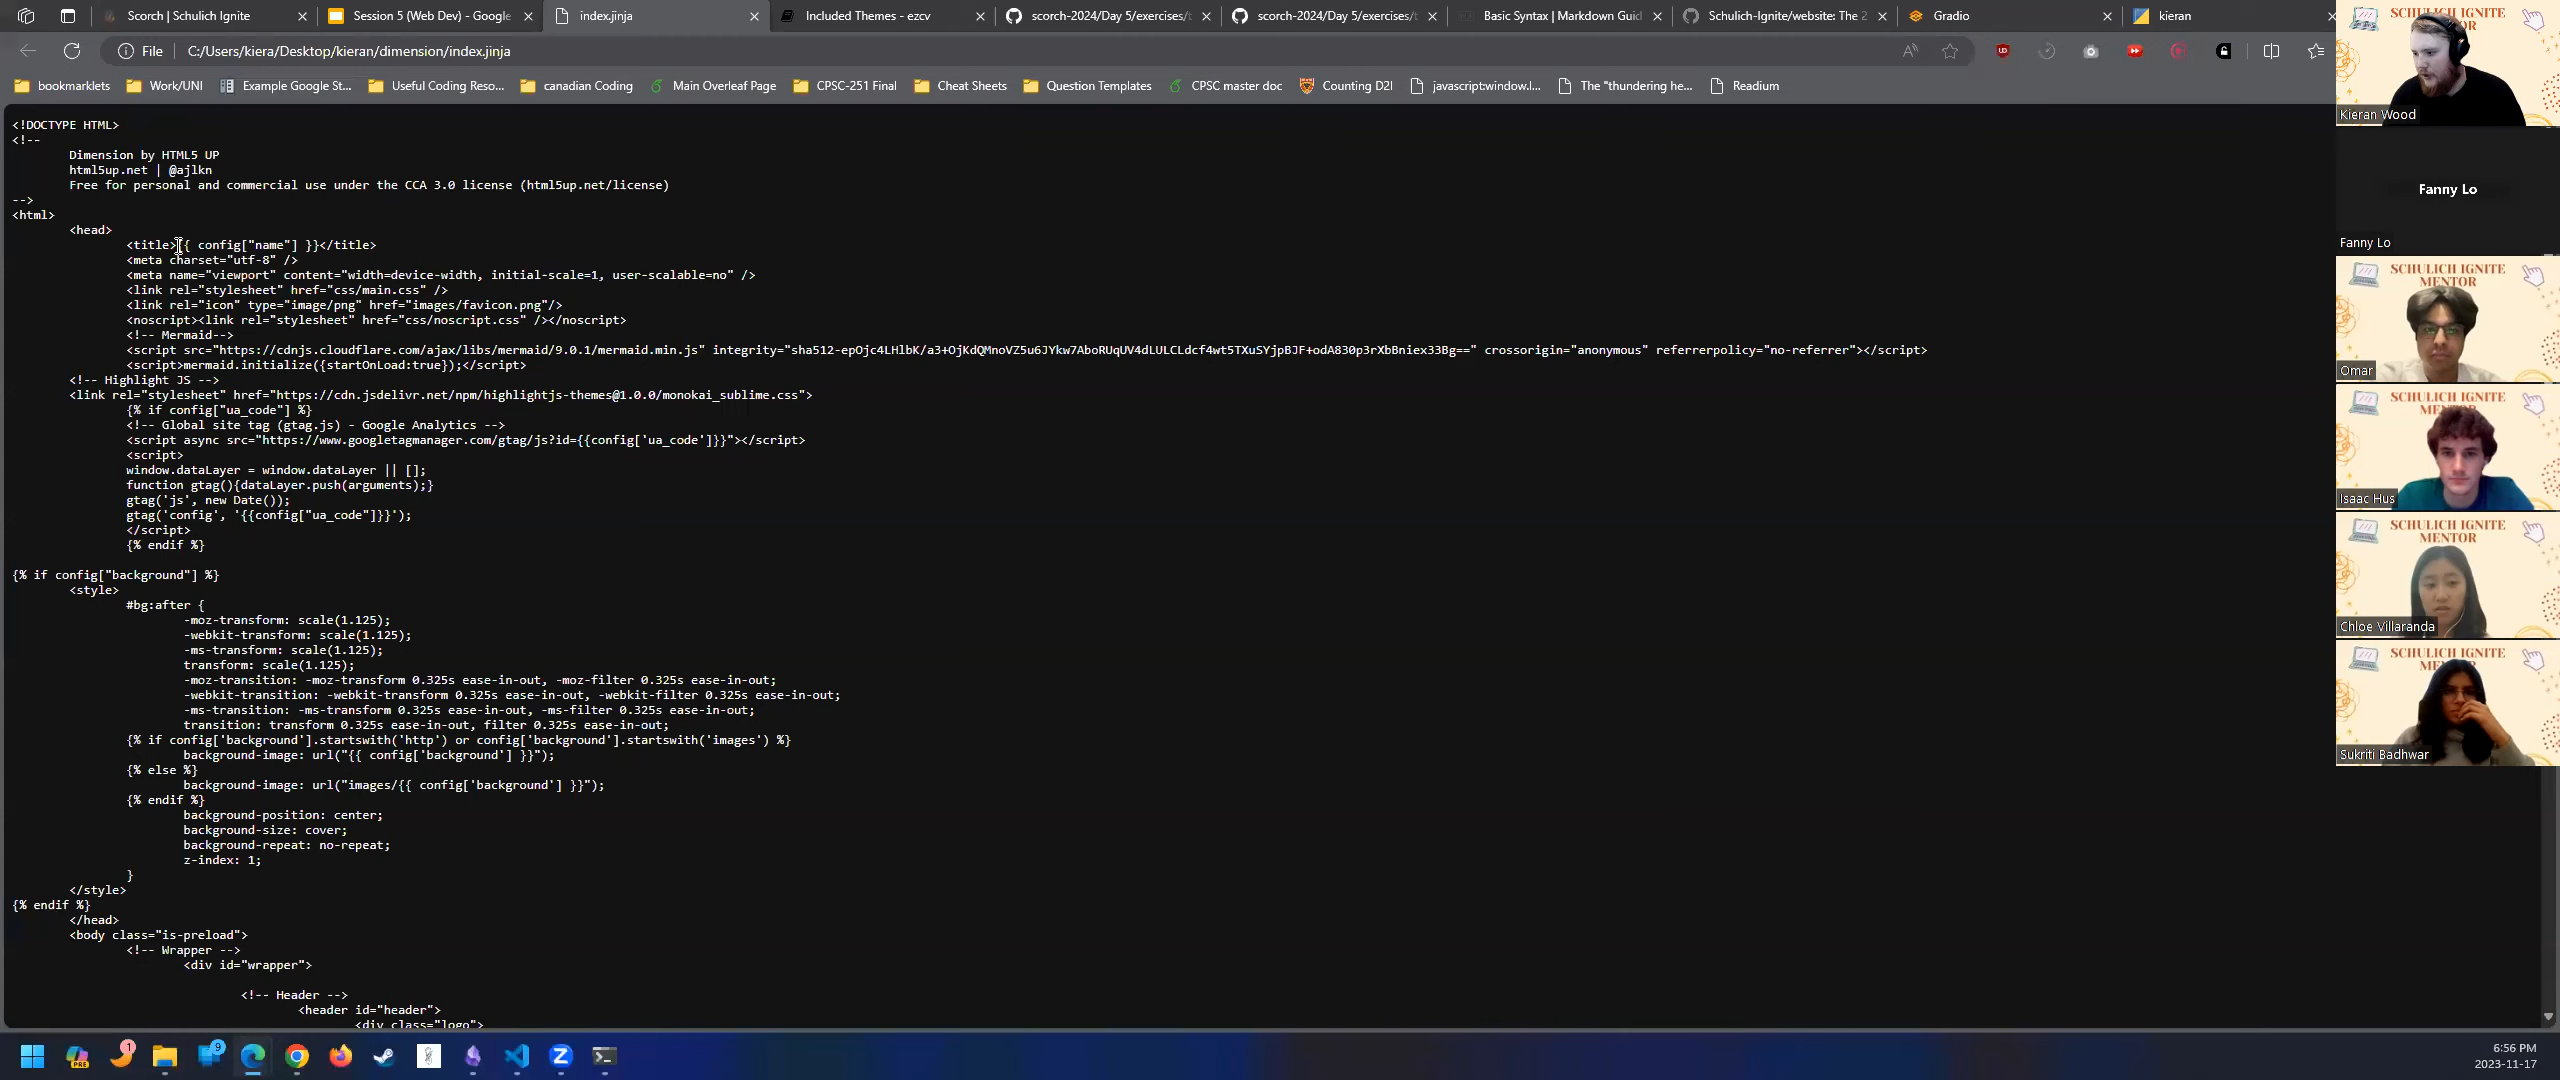 Scorch | Schulich Ignite
Session 5 (Web Dev) - Google
index.jinja
Included Themes - ezcv
scorch-2024/Day 5/exercises/t
scorch-2024/Day 5/exercises/t
Basic Syntax | Markdown Guid
Schulich-Ignite/website: The 2
Gradio
kieran
File
C:/Users/kiera/Desktop/kieran/dimension/index.jinja
bookmarklets
Work/UNI
Example Google St...
Useful Coding Reso...
canadian Coding
Main Overleaf Page
CPSC-251 Final
Cheat Sheets
Question Templates
CPSC master doc
Counting D2l
javascript:window.l...
The "thundering he...
Readium
<!DOCTYPE HTML>
<!--
Dimension by HTML5 UP
html5up.net | @ajlkn
Free for personal and commercial use under the CCA 3.0 license (html5up.net/license)
-->
<html>
<head>
<title>{{ config["name"] }}</title>
<meta charset="utf-8" />
<meta name="viewport" content="width=device-width, initial-scale=1, user-scalable=no" />
<link rel="stylesheet" href="css/main.css" />
<link rel="icon" type="image/png" href="images/favicon.png"/>
<noscript><link rel="stylesheet" href="css/noscript.css" /></noscript>
<!-- Mermaid-->
<script src="https://cdnjs.cloudflare.com/ajax/libs/mermaid/9.0.1/mermaid.min.js" integrity="sha512-epOjc4LHlbK/a3+OjKdQMnoVZ5u6JYkw7AboRUqUV4dLULCLdcf4wt5TXuSYjpBJF+odA830p3rXbBniex33Bg==" crossorigin="anonymous" referrerpolicy="no-referrer"></script>
<script>mermaid.initialize({startOnLoad:true});</script>
<!-- Highlight JS -->
<link rel="stylesheet" href="https://cdn.jsdelivr.net/npm/highlightjs-themes@1.0.0/monokai_sublime.css">
{% if config["ua_code"] %}
<!-- Global site tag (gtag.js) - Google Analytics -->
<script async src="https://www.googletagmanager.com/gtag/js?id={{config['ua_code']}}"></script>
<script>
window.dataLayer = window.dataLayer || [];
function gtag(){dataLayer.push(arguments);}
gtag('js', new Date());
gtag('config', '{{config["ua_code"]}}');
</script>
{% endif %}
{% if config["background"] %}
<style>
#bg:after {
-moz-transform: scale(1.125);
-webkit-transform: scale(1.125);
-ms-transform: scale(1.125);
transform: scale(1.125);
-moz-transition: -moz-transform 0.325s ease-in-out, -moz-filter 0.325s ease-in-out;
-webkit-transition: -webkit-transform 0.325s ease-in-out, -webkit-filter 0.325s ease-in-out;
-ms-transition: -ms-transform 0.325s ease-in-out, -ms-filter 0.325s ease-in-out;
transition: transform 0.325s ease-in-out, filter 0.325s ease-in-out;
{% if config['background'].startswith('http') or config['background'].startswith('images') %}
background-image: url("{{ config['background'] }}");
{% else %}
background-image: url("images/{{ config['background'] }}");
{% endif %}
background-position: center;
background-size: cover;
background-repeat: no-repeat;
z-index: 1;
}
</style>
{% endif %}
</head>
<body class="is-preload">
<!-- Wrapper -->
<div id="wrapper">
<!-- Header -->
<header id="header">
<div class="logo">
SCHULICH IGNITE
Kieran Wood
Fanny Lo
Fanny Lo
SCHULICH IGNITE
MENTOR
Omar
SCHULICH IGNITE
MENTOR
Isaac Hus
SCHULICH IGNITE
MENTOR
Chloe Villaranda
SCHULICH IGNITE
Sukriti Badhwar
PRE
1
9
6:56 PM
2023-11-17